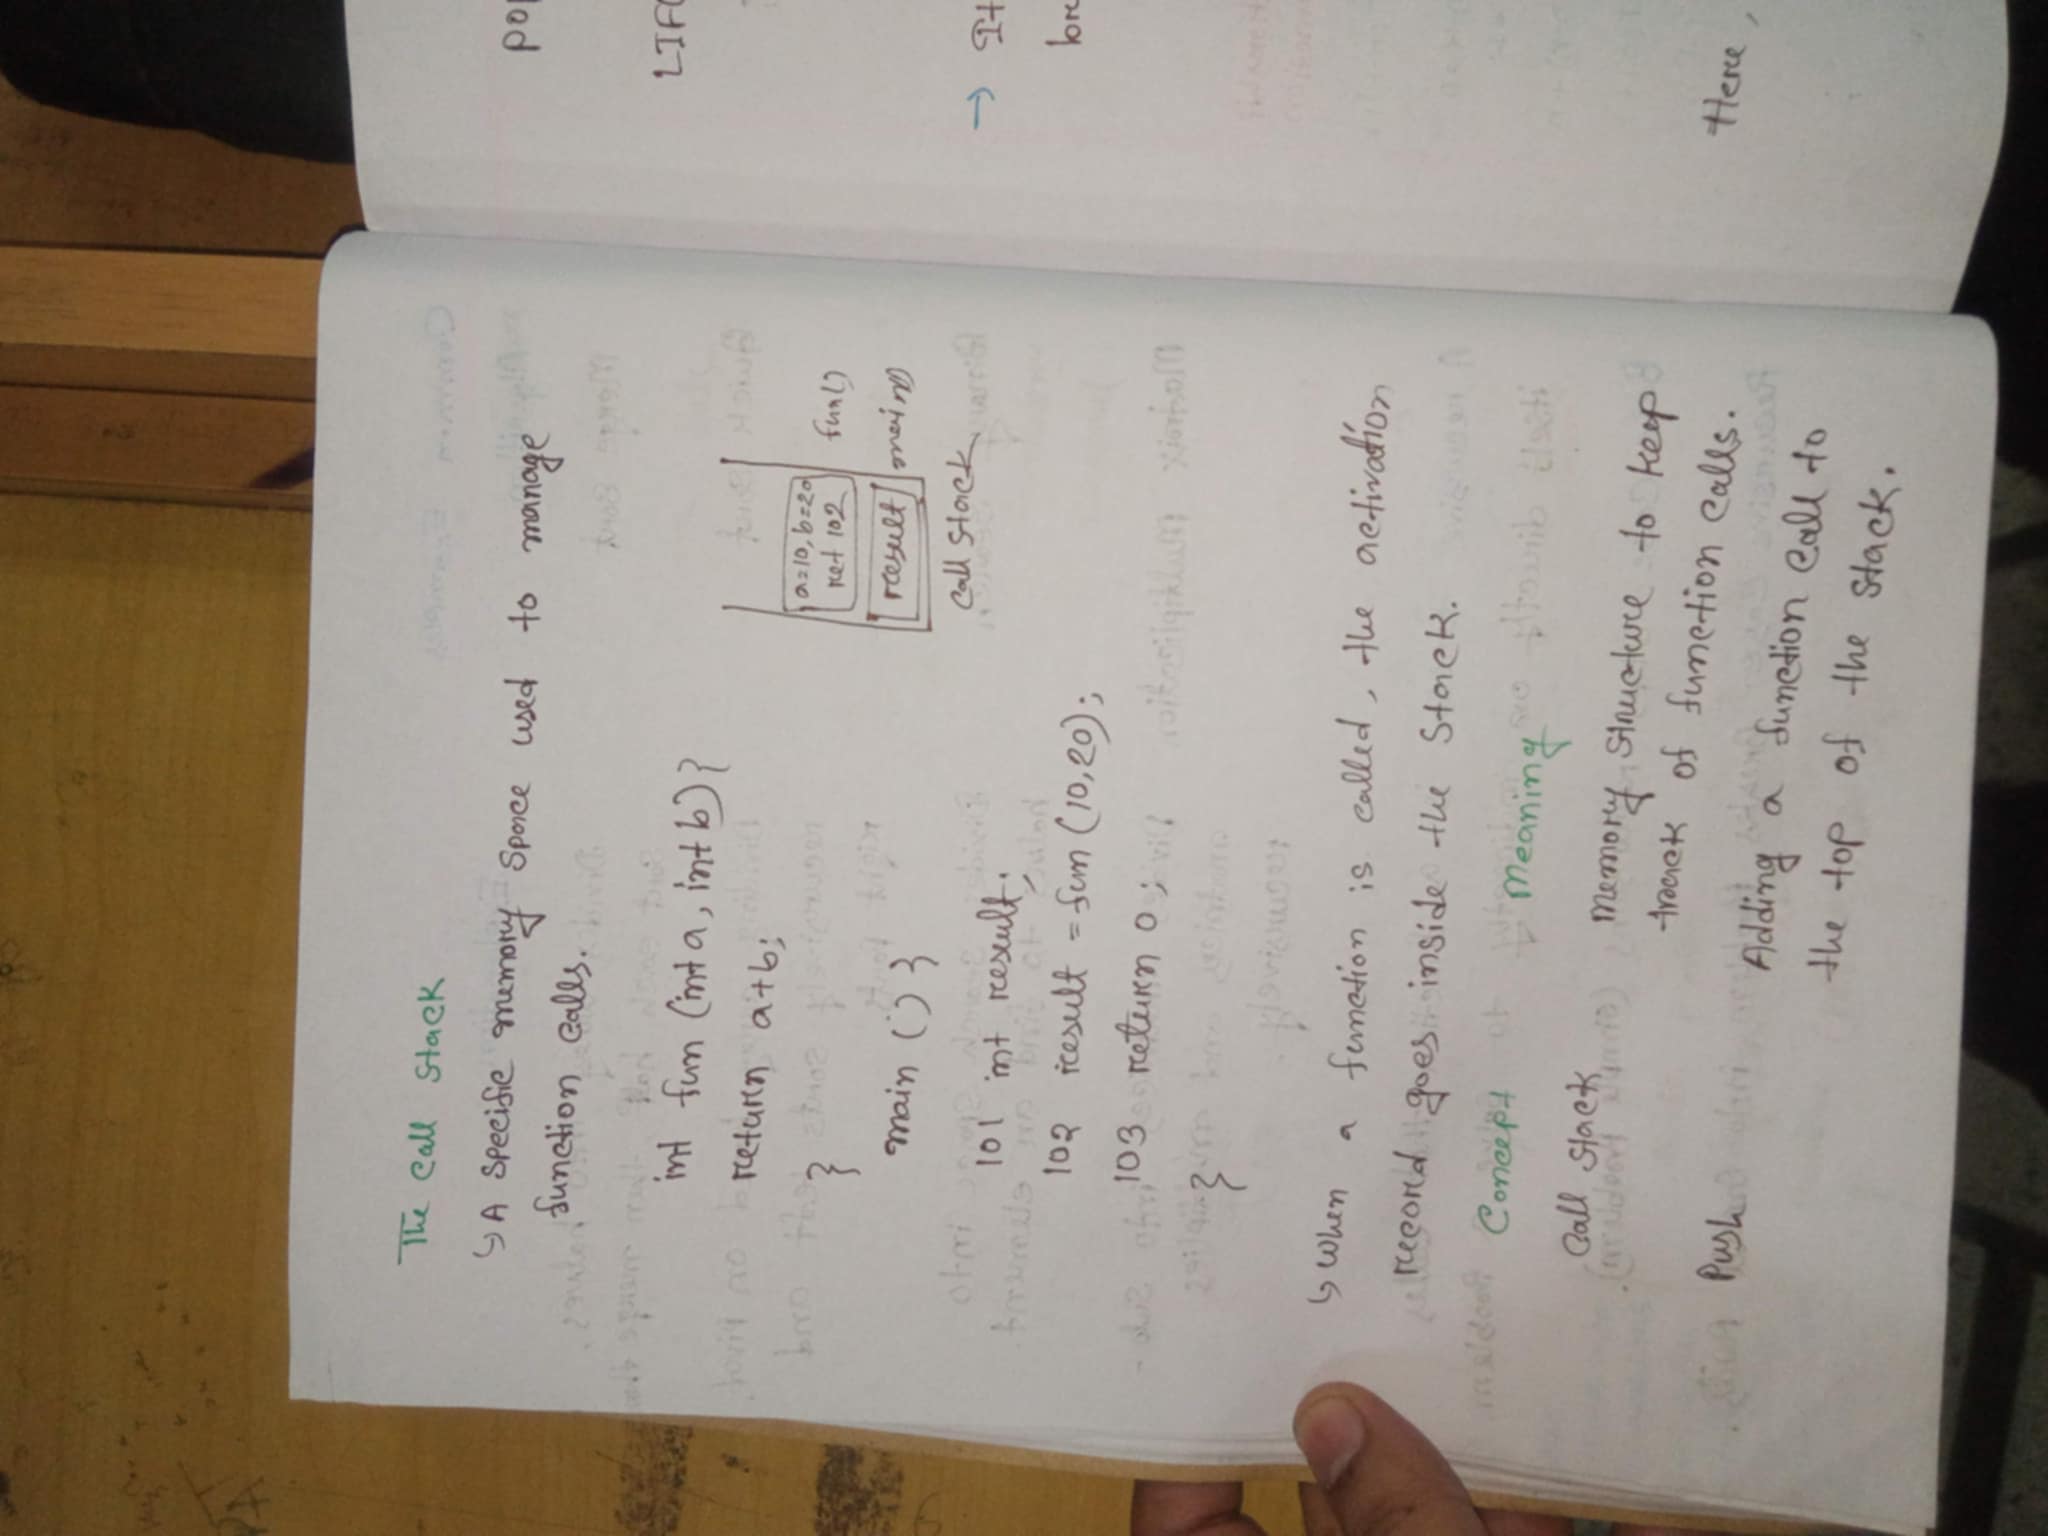 The Call Stack
↳ A specific memory space used to manage
function calls.
int fun (int a, int b) {
return a+b;
}
main () {
101 int result;
102 result = fun (10,20);
103 return 0;
}
a=10, b=20
ret 102
fun()
result
main()
Call Stack
↳ When a function is called, the activation
record goes inside the stack.
Concept Meaning
Call stack Memory structure to keep
track of function calls.
Push Adding a function call to
the top of the stack.
LIFO
→ It
Here,